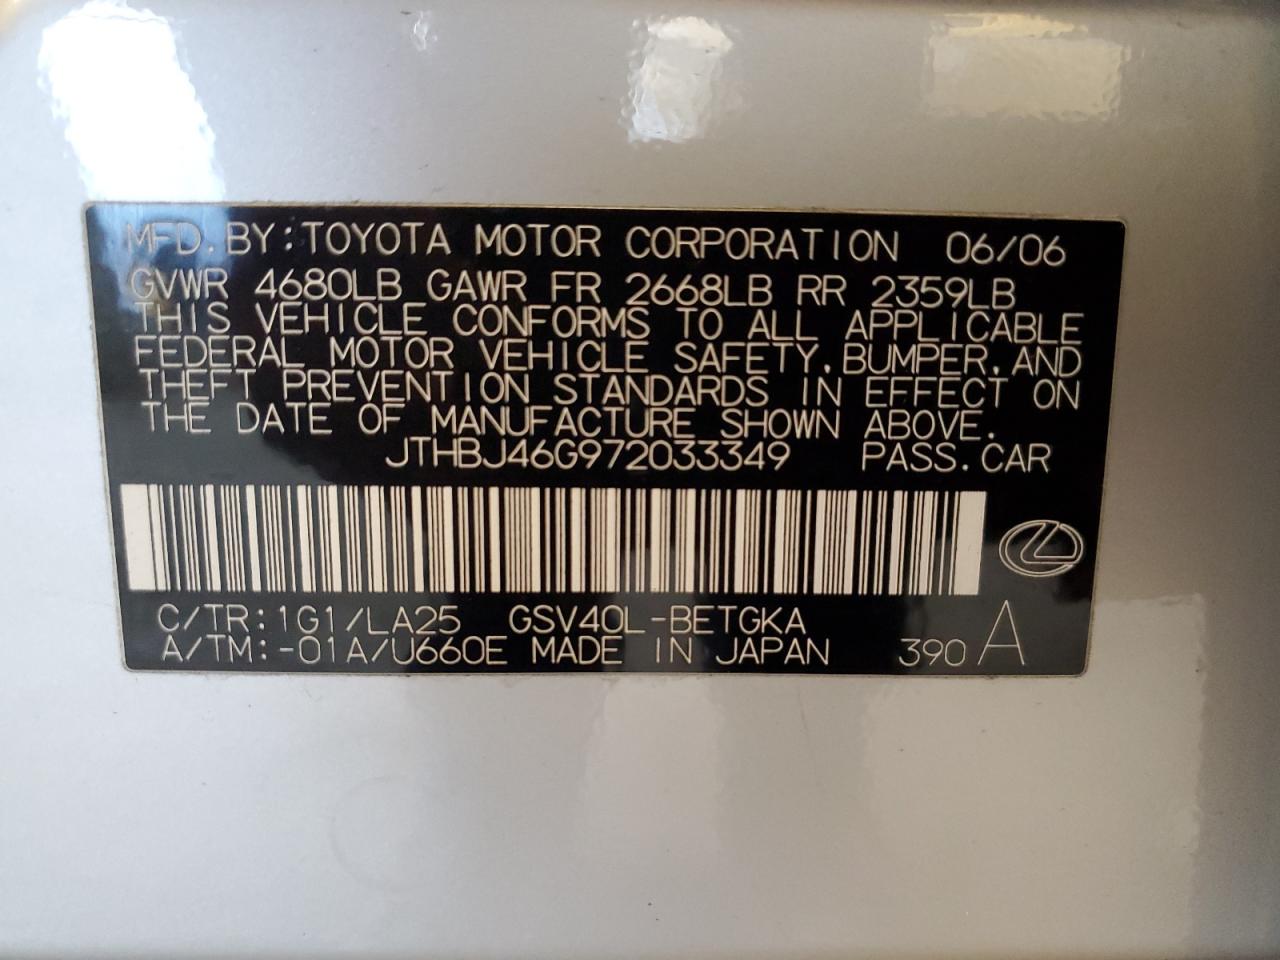 MFD. BY: TOYOTA MOTOR CORPORATION 06/06
GVWR 4680LB GAWR FR 2668LB RR 2359LB
THIS VEHICLE CONFORMS TO ALL APPLICABLE
FEDERAL MOTOR VEHICLE SAFETY, BUMPER, AND
THEFT PREVENTION STANDARDS IN EFFECT ON
THE DATE OF MANUFACTURE SHOWN ABOVE.
JTHBJ46G972033349 PASS. CAR
C/TR: 1G1/LA25 GSV40L-BETGKA
A/TM: -01A/U660E MADE IN JAPAN 390 A